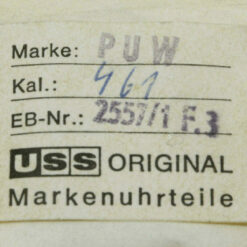 Marke: PUW
Kal.: 461
EB-Nr.: 2557/1 F.3
USS ORIGINAL
Markenuhrteile